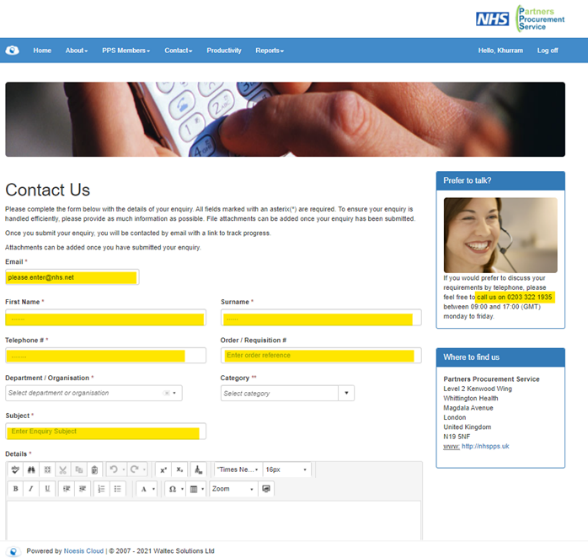 NHS Partners
Procurement
Service
Home About PPS Members Contact Productivity Reports Hello, Khurram Log off
Contact Us
Please complete the form below with the details of your enquiry. All fields marked with an asterix(*) are required. To ensure your enquiry is
handled efficiently, please provide as much information as possible. File attachments can be added once your enquiry has been submitted.
Once you submit your enquiry, you will be contacted by email with a link to track progress.
Attachments can be added once you have submitted your enquiry.
Email *
please.enter@nhs.net
First Name * Surname *
Telephone # * Order / Requisition #
Enter order reference
Department / Organisation * Category **
Select department or organisation Select category
Subject *
Enter Enquiry Subject
Details *
"Times Ne... 16px
B I U A Ω Zoom
Prefer to talk?
If you would prefer to discuss your
requirements by telephone, please
feel free to call us on 0203 322 1935
between 09:00 and 17:00 (GMT)
monday to friday.
Where to find us
Partners Procurement Service
Level 2 Kenwood Wing
Whittington Health
Magdala Avenue
London
United Kingdom
N19 5NF
www: http://nhspps.uk
Powered by Noesis Cloud | © 2007 - 2021 Waltec Solutions Ltd